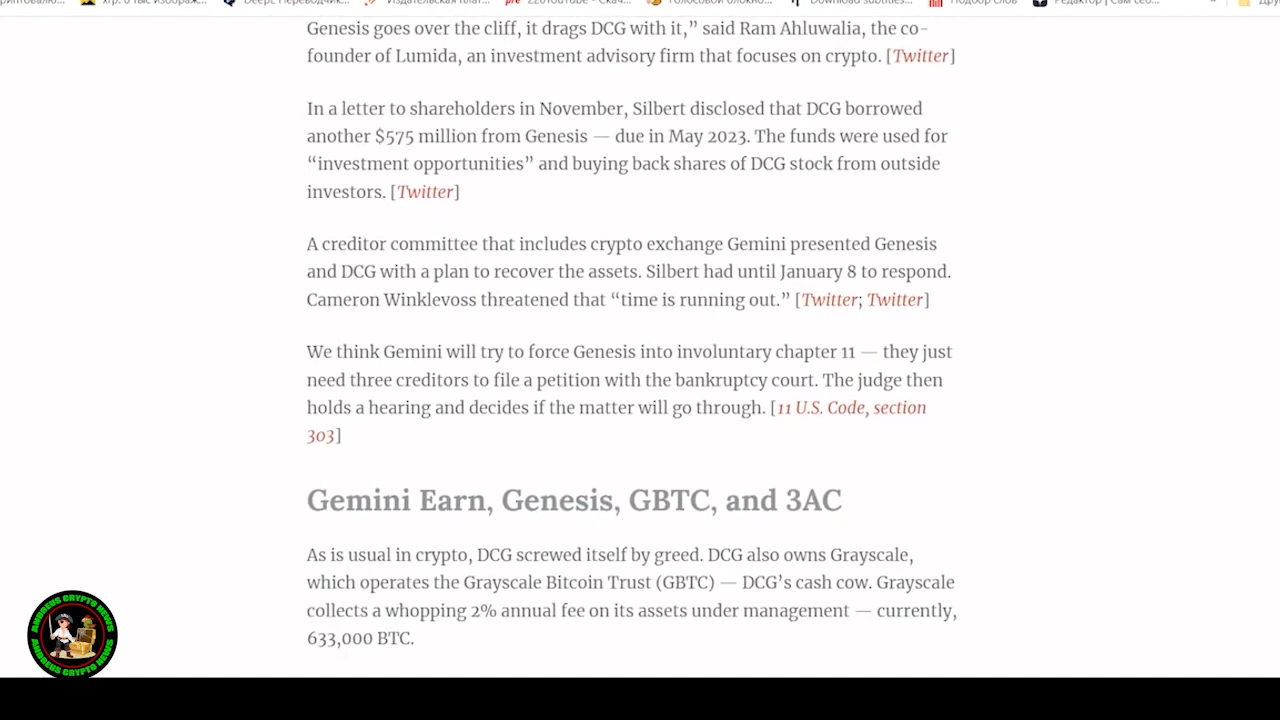 Genesis goes over the cliff, it drags DCG with it,” said Ram Ahluwalia, the co-
founder of Lumida, an investment advisory firm that focuses on crypto. [Twitter]
In a letter to shareholders in November, Silbert disclosed that DCG borrowed
another $575 million from Genesis — due in May 2023. The funds were used for
“investment opportunities” and buying back shares of DCG stock from outside
investors. [Twitter]
A creditor committee that includes crypto exchange Gemini presented Genesis
and DCG with a plan to recover the assets. Silbert had until January 8 to respond.
Cameron Winklevoss threatened that “time is running out.” [Twitter; Twitter]
We think Gemini will try to force Genesis into involuntary chapter 11 — they just
need three creditors to file a petition with the bankruptcy court. The judge then
holds a hearing and decides if the matter will go through. [11 U.S. Code, section
303]
Gemini Earn, Genesis, GBTC, and 3AC
As is usual in crypto, DCG screwed itself by greed. DCG also owns Grayscale,
which operates the Grayscale Bitcoin Trust (GBTC) — DCG’s cash cow. Grayscale
collects a whopping 2% annual fee on its assets under management — currently,
633,000 BTC.
ANDREUS CRYPTO NEWS
ANDREUS CRYPTO NEWS